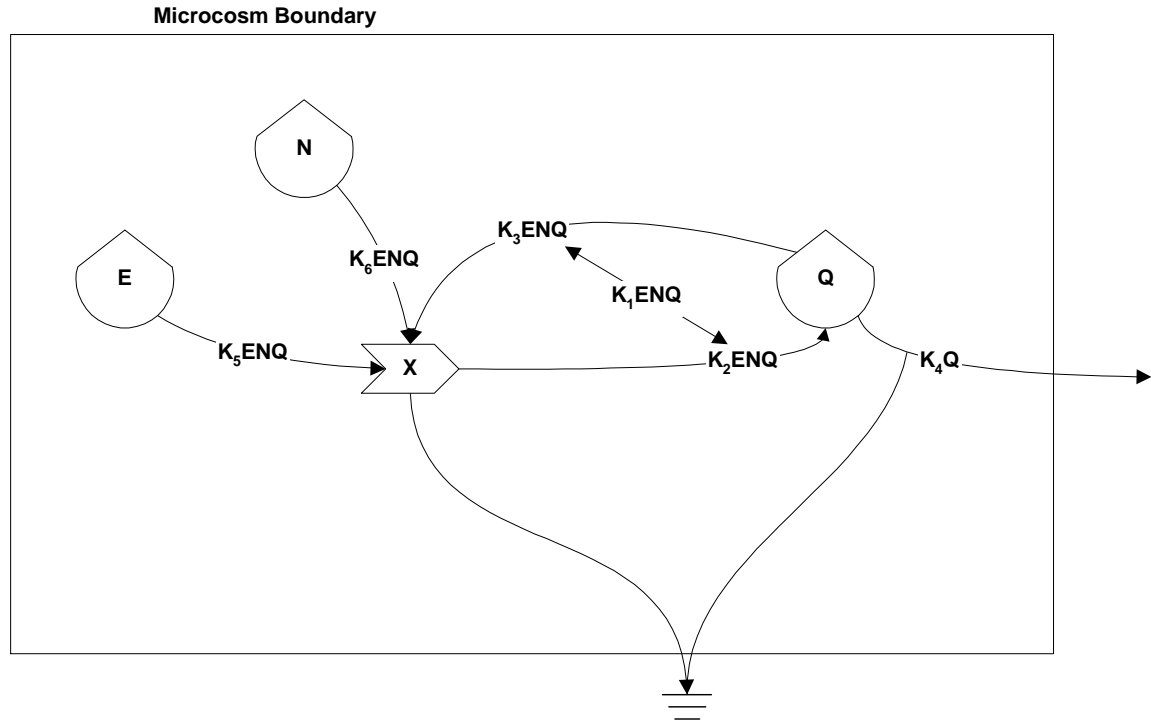 Microcosm Boundary
N
K₃ENQ
K₆ENQ
E
Q
K₁ENQ
K₅ENQ
X
K₂ENQ
K₄Q